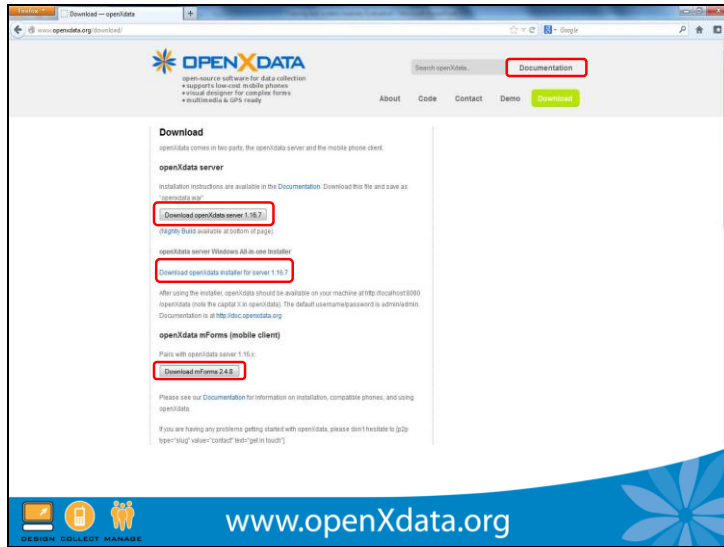 Firefox
Download — openXdata
www.openxdata.org/download/
Google
OPENXDATA
open-source software for data collection
• supports low-cost mobile phones
• visual designer for complex forms
• multimedia & GPS ready
Search openXdata..
Documentation
About Code Contact Demo Download
Download
openXdata comes in two parts, the openXdata server and the mobile phone client.
openXdata server
Installation instructions are available in the Documentation. Download this file and save as
"openxdata.war"
Download openXdata server 1.16.7
(Nightly Build available at bottom of page)
openXdata server Windows All-in-one Installer
Download openXdata installer for server 1.16.7
After using the installer, openXdata should be available on your machine at http://localhost:8080
/openXdata (note the capital X in openXdata). The default username/password is admin/admin.
Documentation is at http://doc.openxdata.org
openXdata mForms (mobile client)
Pairs with openXdata server 1.16.x
Download mForms 2.4.8
Please see our Documentation for information on installation, compatible phones, and using
openXdata.
If you are having any problems getting started with openXdata, please don't hesitate to [p2p
type="slug" value="contact" text="get in touch"]
DESIGN COLLECT MANAGE
www.openXdata.org